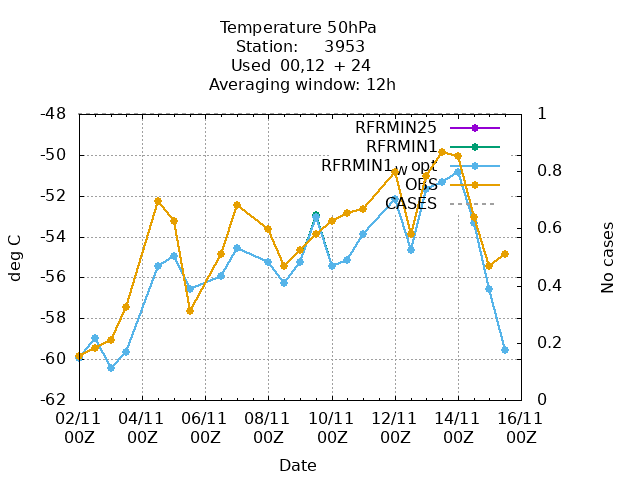 Temperature 50hPa
Station: 3953
Used 00,12 + 24
Averaging window: 12h
-48
-50
-52
-54
-56
-58
-60
-62
1
0.8
0.6
0.4
0.2
0
RFRMIN25
RFRMIN1
RFRMIN1w opt
OBS
CASES
deg C
No cases
02/11 04/11 06/11 08/11 10/11 12/11 14/11 16/11
00Z 00Z 00Z 00Z 00Z 00Z 00Z 00Z
Date